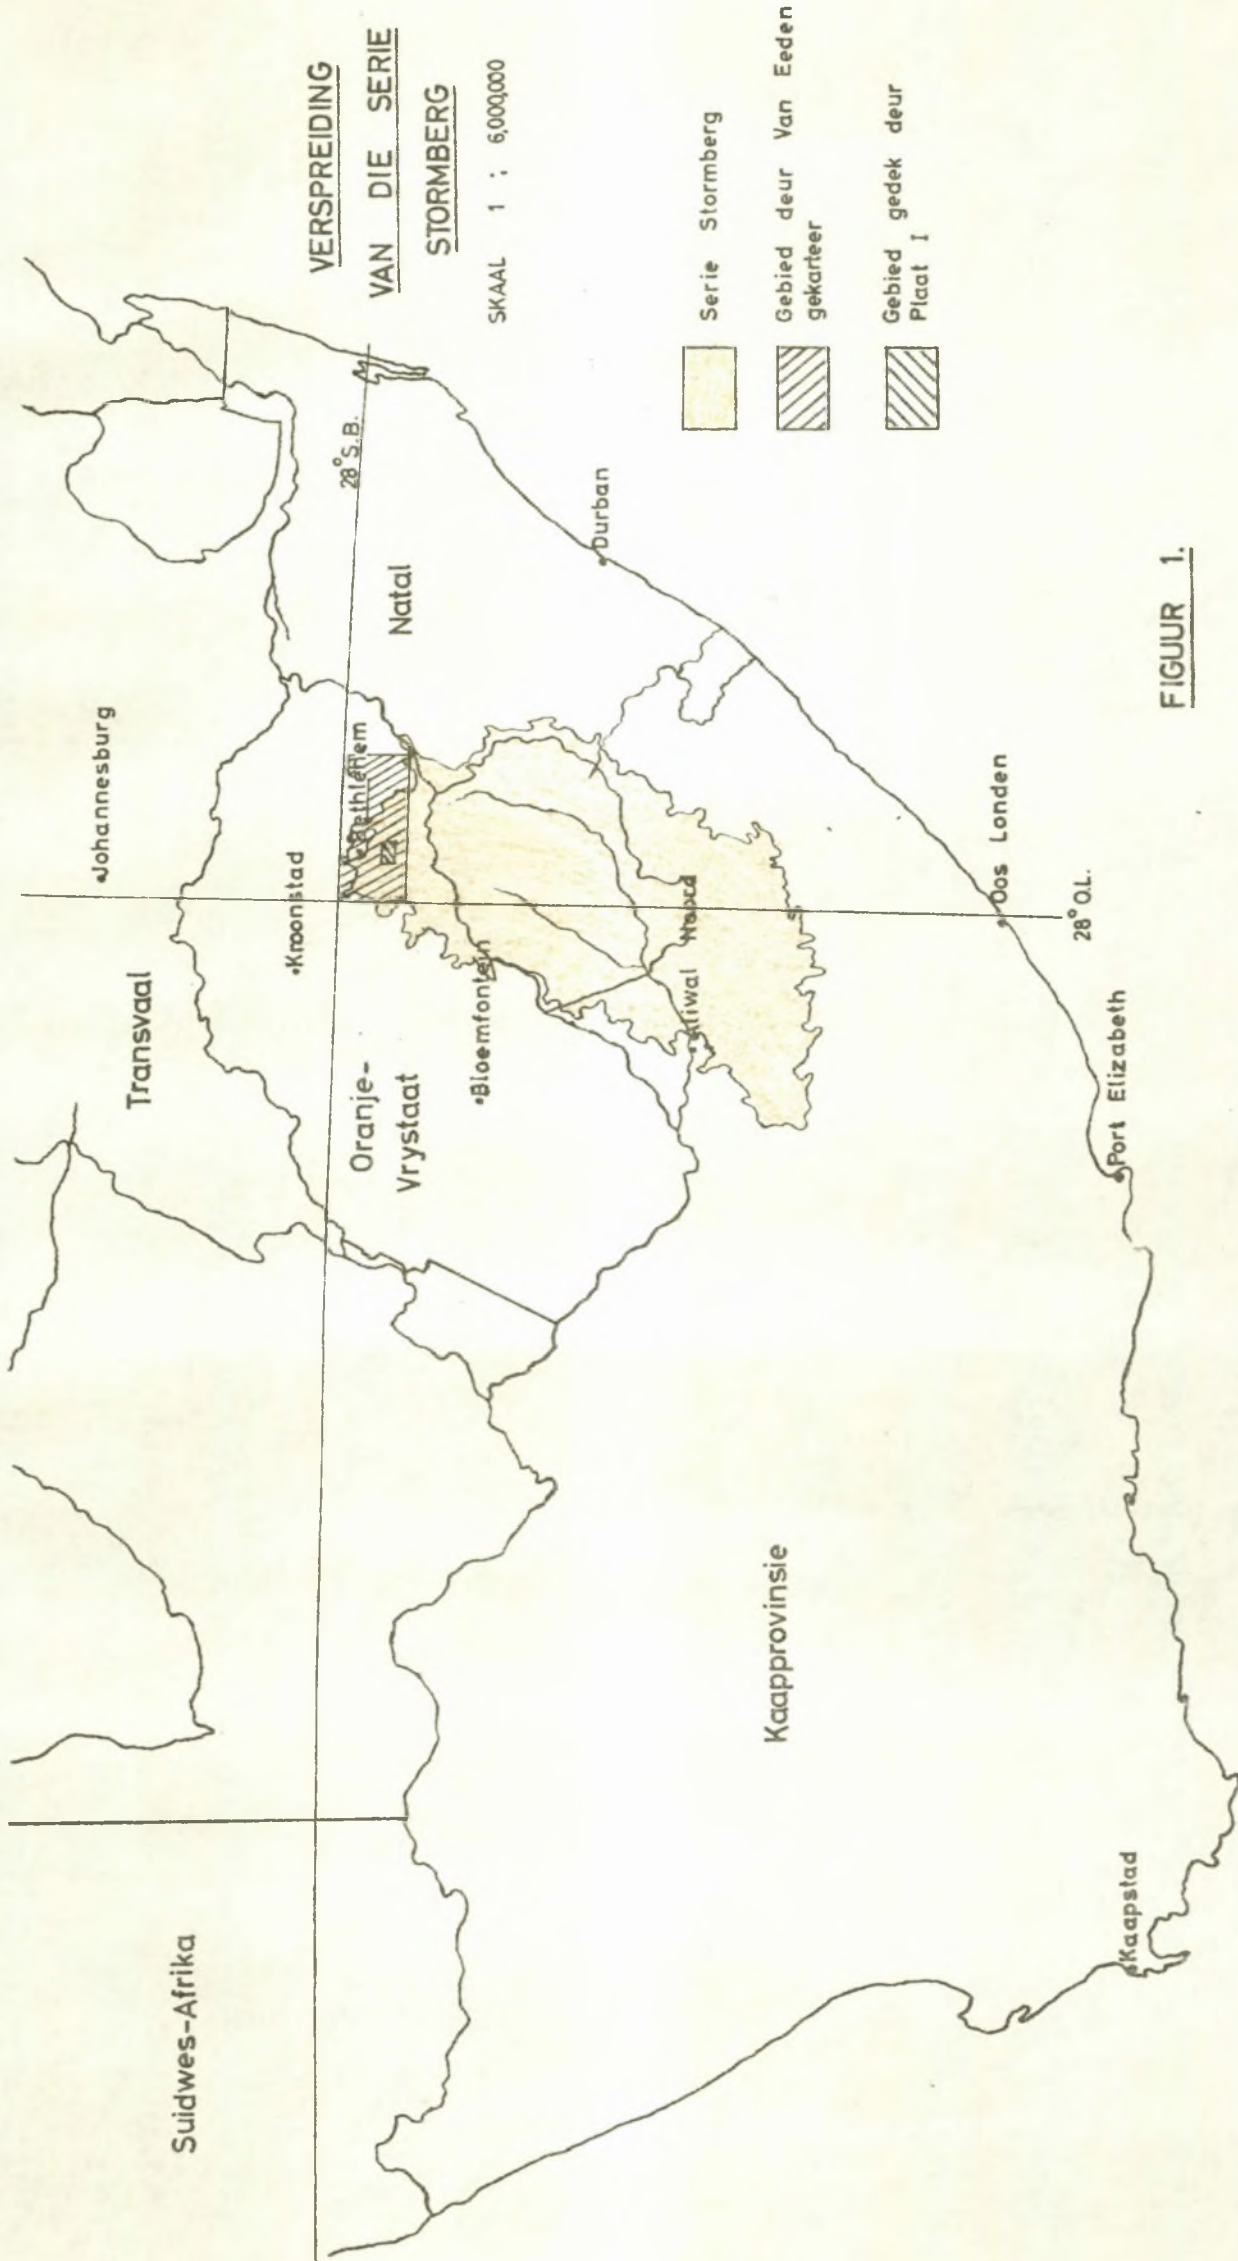 VERSPREIDING
VAN DIE SERIE
STORMBERG
SKAAL 1 : 6,000,000
Serie Stormberg
Gebied deur Van Eeden
gekarteer
Gebied gedek deur
Plaat I
Suidwes-Afrika
Transvaal
Johannesburg
Kroonstad
Oranje-
Vrystaat
Bethlehem
28° S.B.
Natal
Bloemfontein
Durban
Aliwal Noord
Kaapprovinsie
Oos Londen
28° O.L.
Port Elizabeth
Kaapstad
FIGUUR 1.